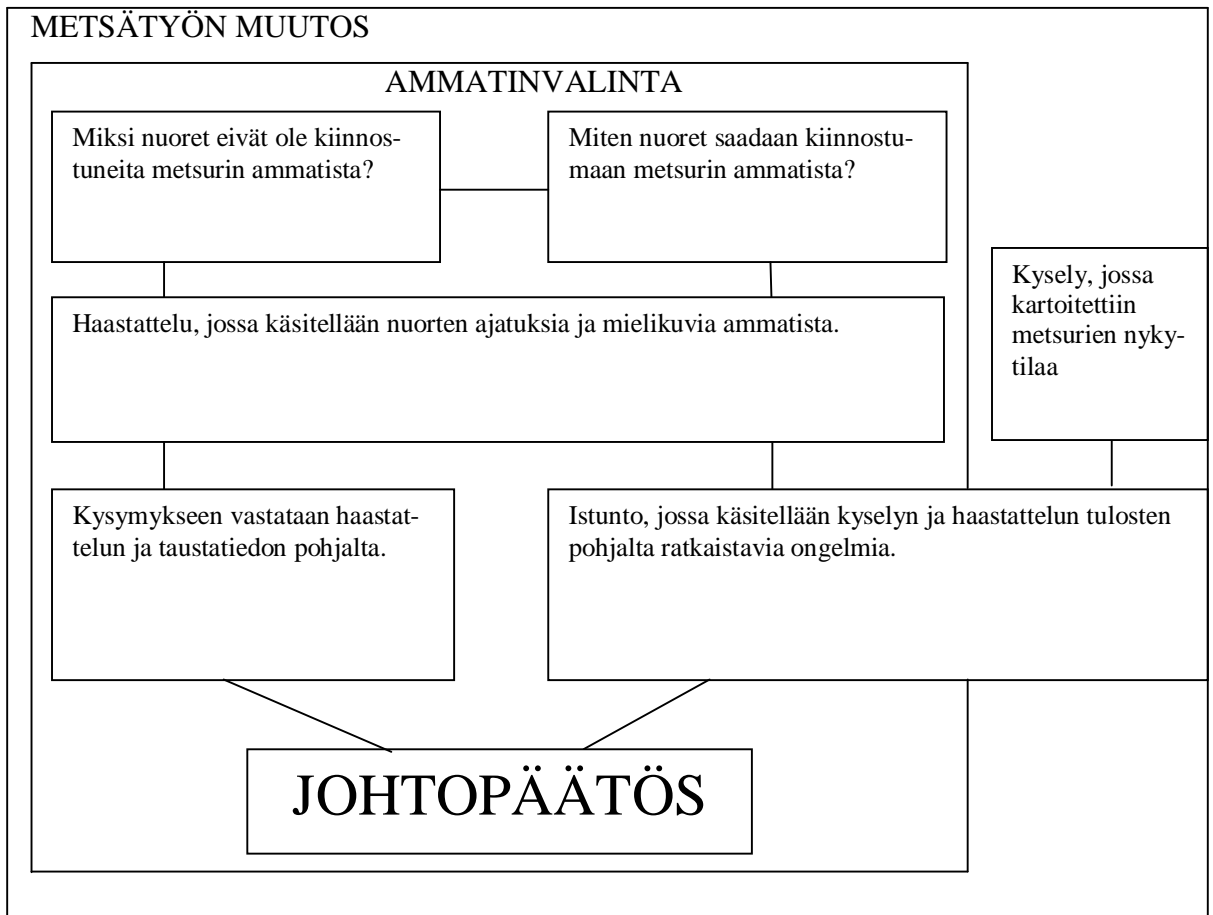 METSÄTYÖN MUUTOS
AMMATINVALINTA
Miksi nuoret eivät ole kiinnos-
tuneita metsurin ammatista?
Miten nuoret saadaan kiinnostu-
maan metsurin ammatista?
Kysely, jossa
kartoitettiin
metsurien nyky-
tilaa
Haastattelu, jossa käsitellään nuorten ajatuksia ja mielikuvia ammatista.
Kysymykseen vastataan haastat-
telun ja taustatiedon pohjalta.
Istunto, jossa käsitellään kyselyn ja haastattelun tulosten
pohjalta ratkaistavia ongelmia.
JOHTOPÄÄTÖS